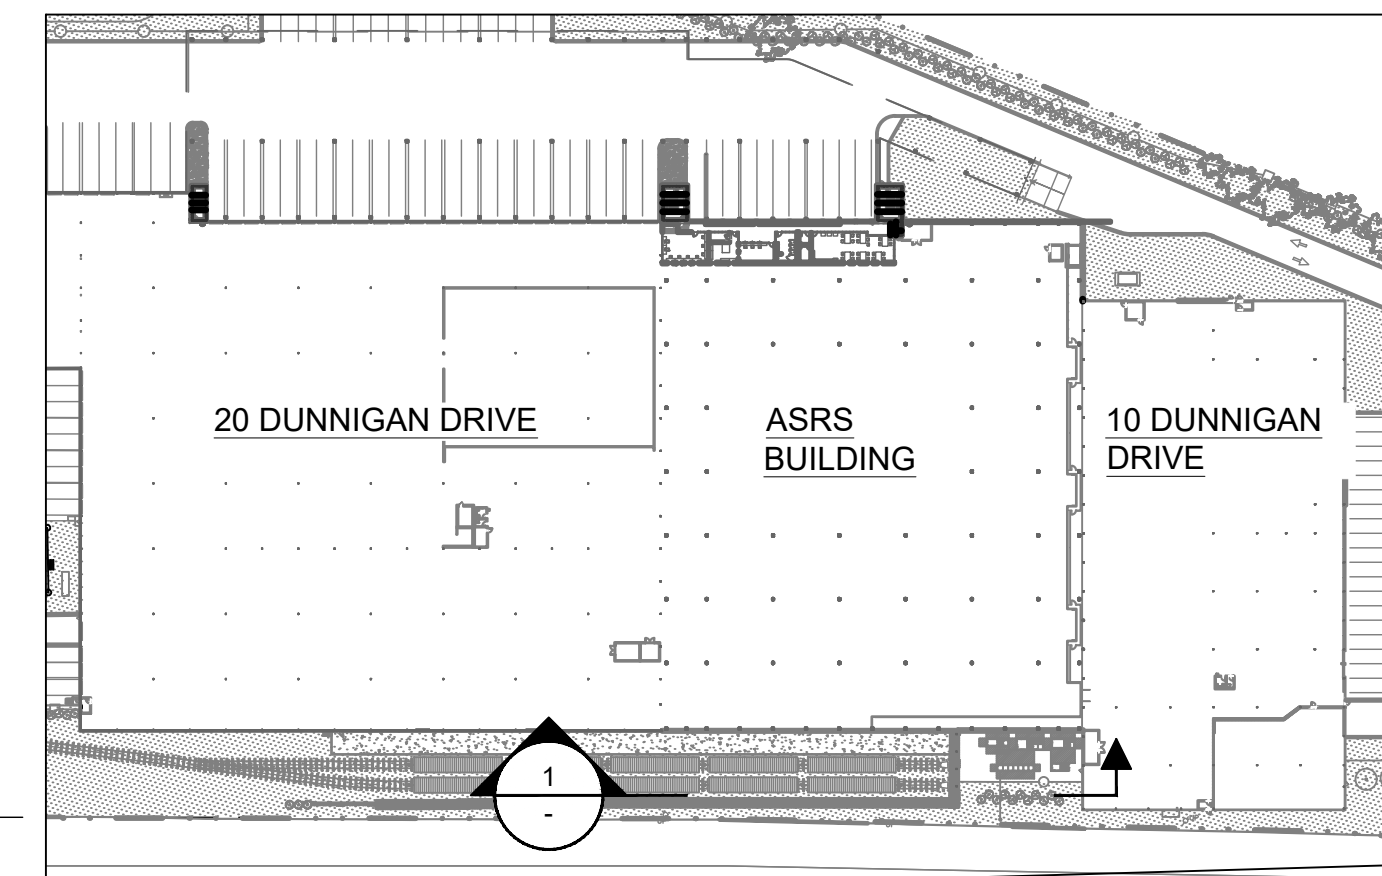 20 DUNNIGAN DRIVE
ASRS
BUILDING
10 DUNNIGAN
DRIVE
1
-